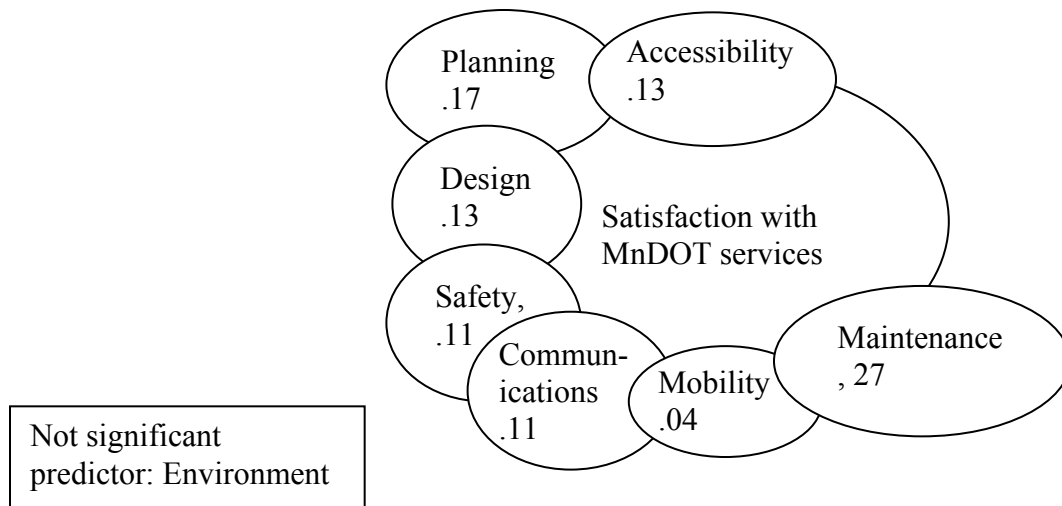 Planning
.17
Accessibility
.13
Design
.13
Satisfaction with
MnDOT services
Safety,
.11
Commun-
ications
.11
Mobility
.04
Maintenance
, 27
Not significant
predictor: Environment